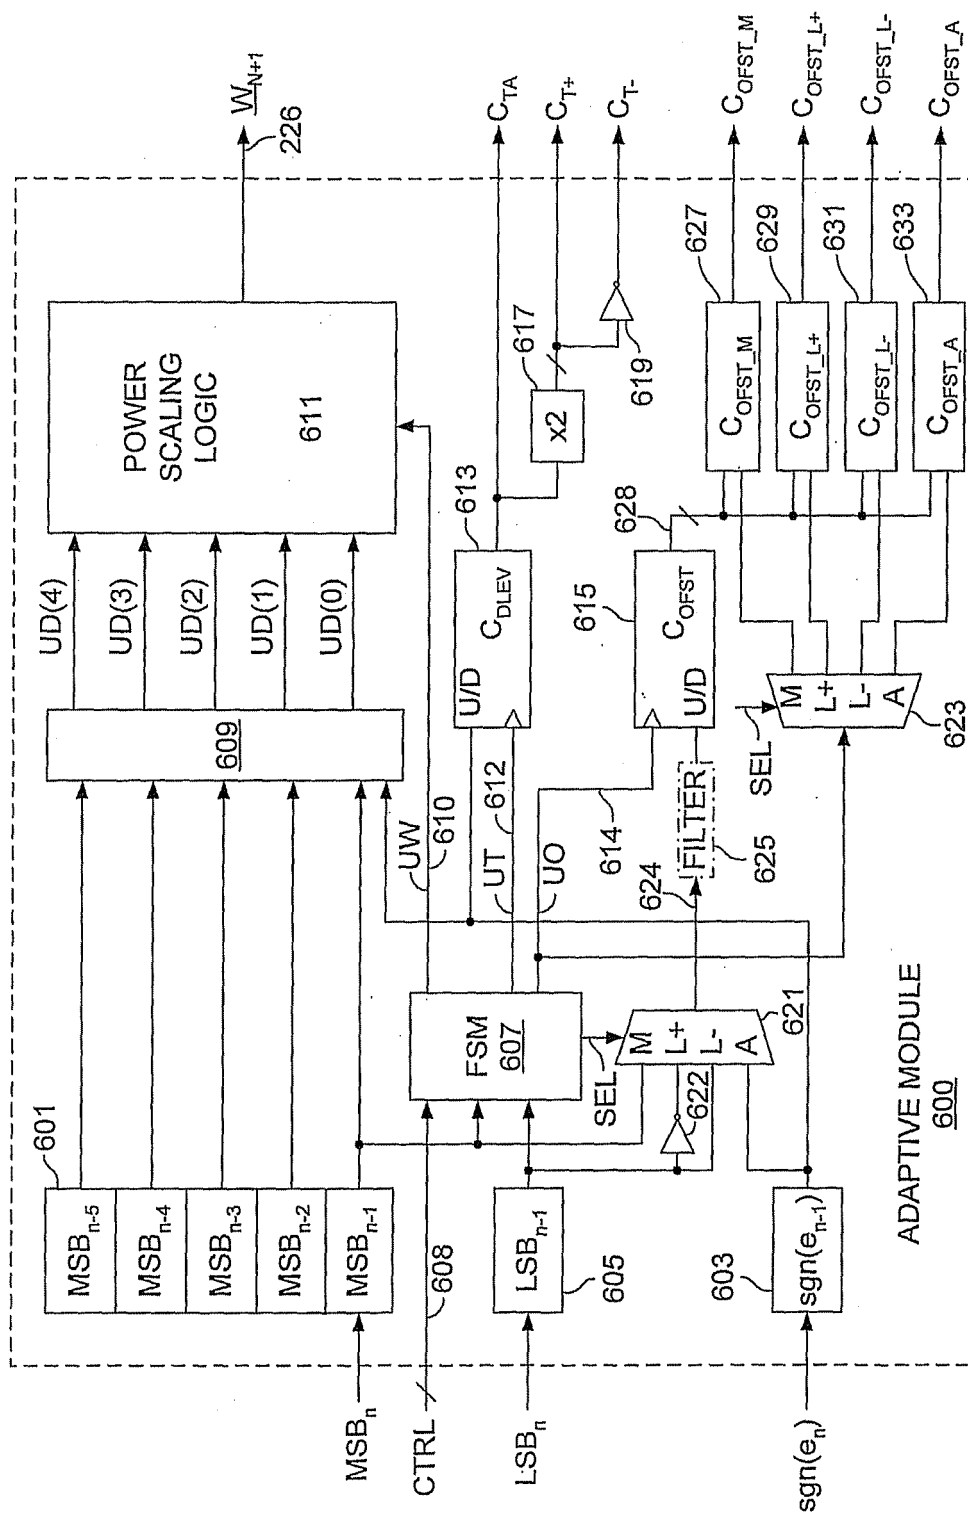 MSB_n
CTRL
LSB_n
sgn(e_n)
601
MSB_n-5
MSB_n-4
MSB_n-3
MSB_n-2
MSB_n-1
608
LSB_n-1
605
603
sgn(e_n-1)
609
UD(4)
UD(3)
UD(2)
UD(1)
UD(0)
POWER
SCALING
LOGIC
611
W_N+1
226
FSM
607
UW
610
UT
612
UO
614
SEL
M
L+
L-
A
621
622
624
FILTER
625
U/D
C_DLEV
613
615
C_OFST
U/D
628
x2
617
619
C_TA
C_T+
C_T-
SEL
M
L+
L-
A
623
C_OFST_M
627
C_OFST_L+
629
C_OFST_L-
631
C_OFST_A
633
C_OFST_M
C_OFST_L+
C_OFST_L-
C_OFST_A
ADAPTIVE MODULE
600